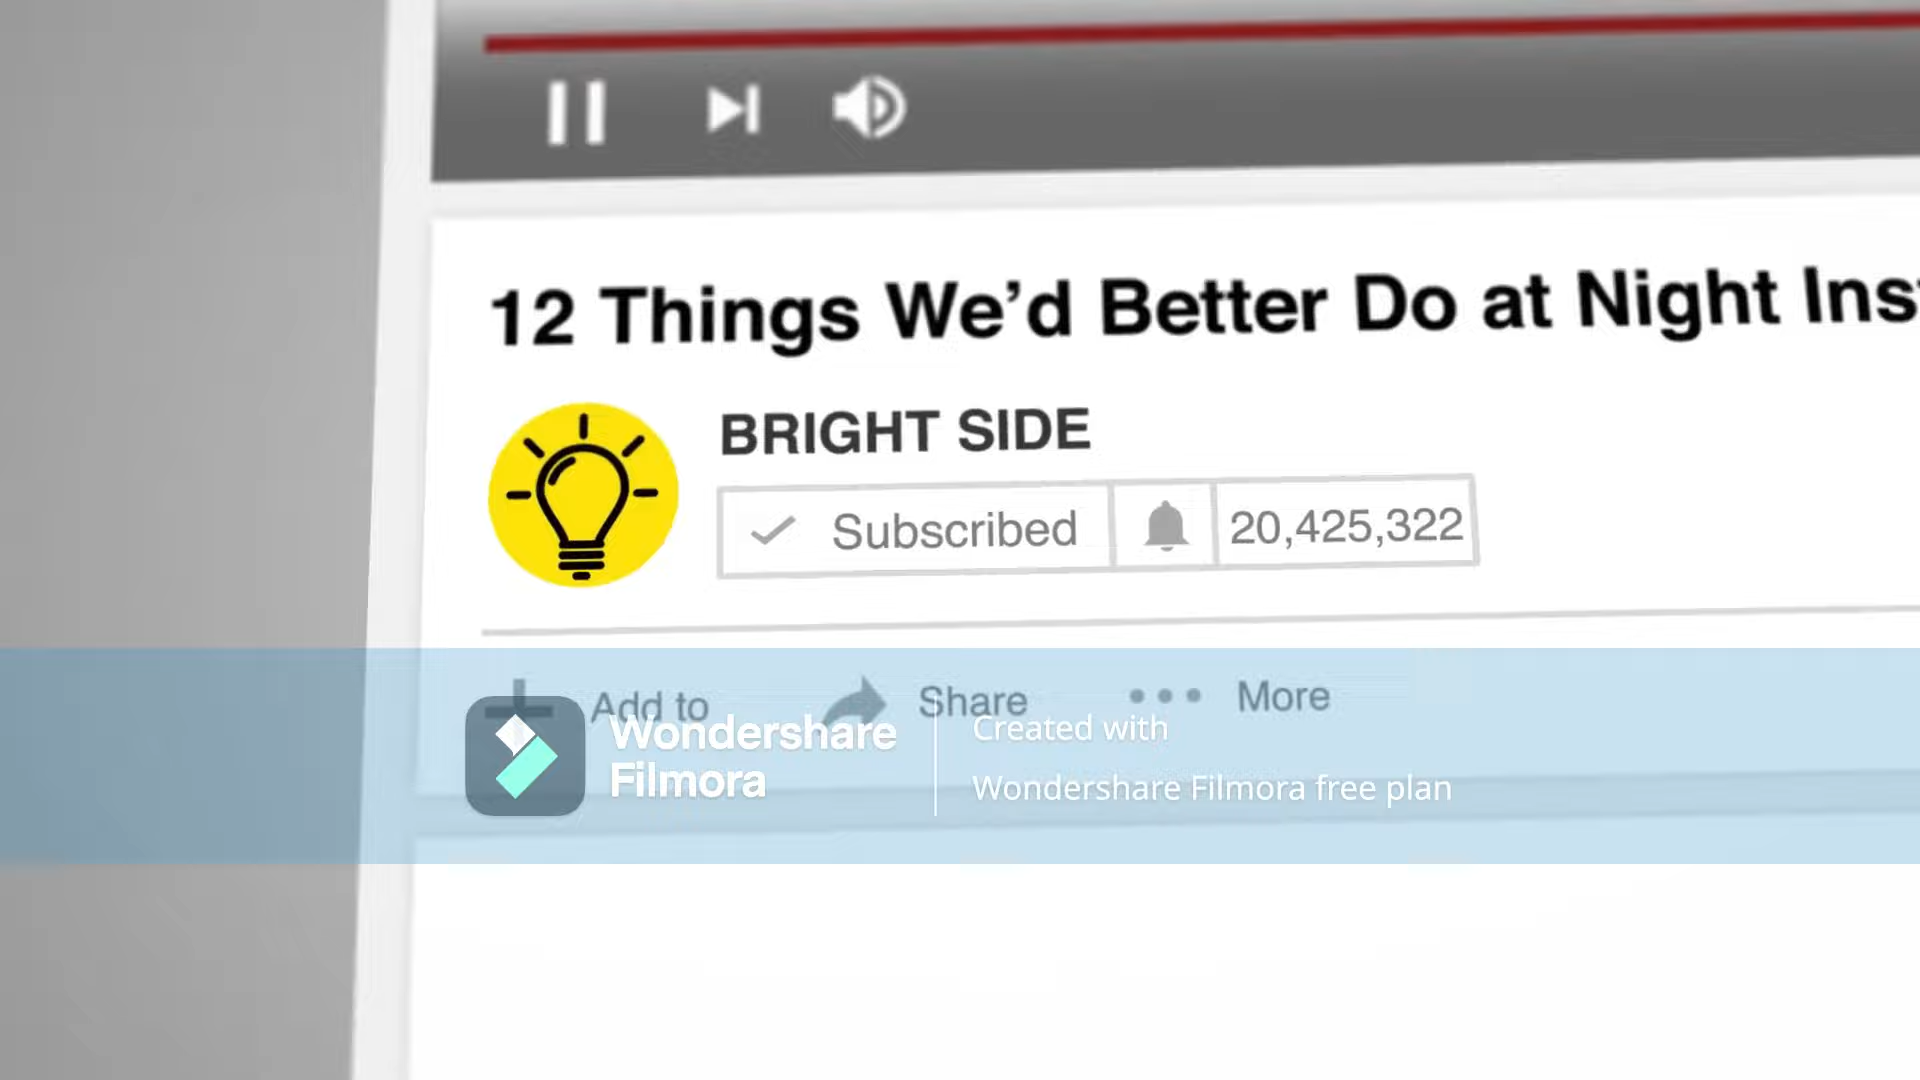 12 Things We’d Better Do at Night Ins
BRIGHT SIDE
Subscribed 20,425,322
Add to Share More
Wondershare
Filmora
Created with
Wondershare Filmora free plan